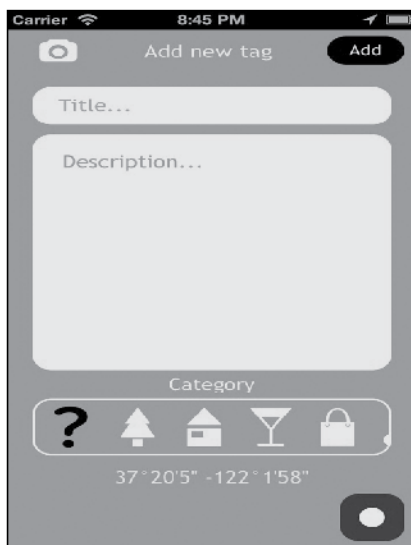 Carrier 8:45 PM
Add new tag Add
Title...
Description...
Category
?
37°20'5" -122°1'58"